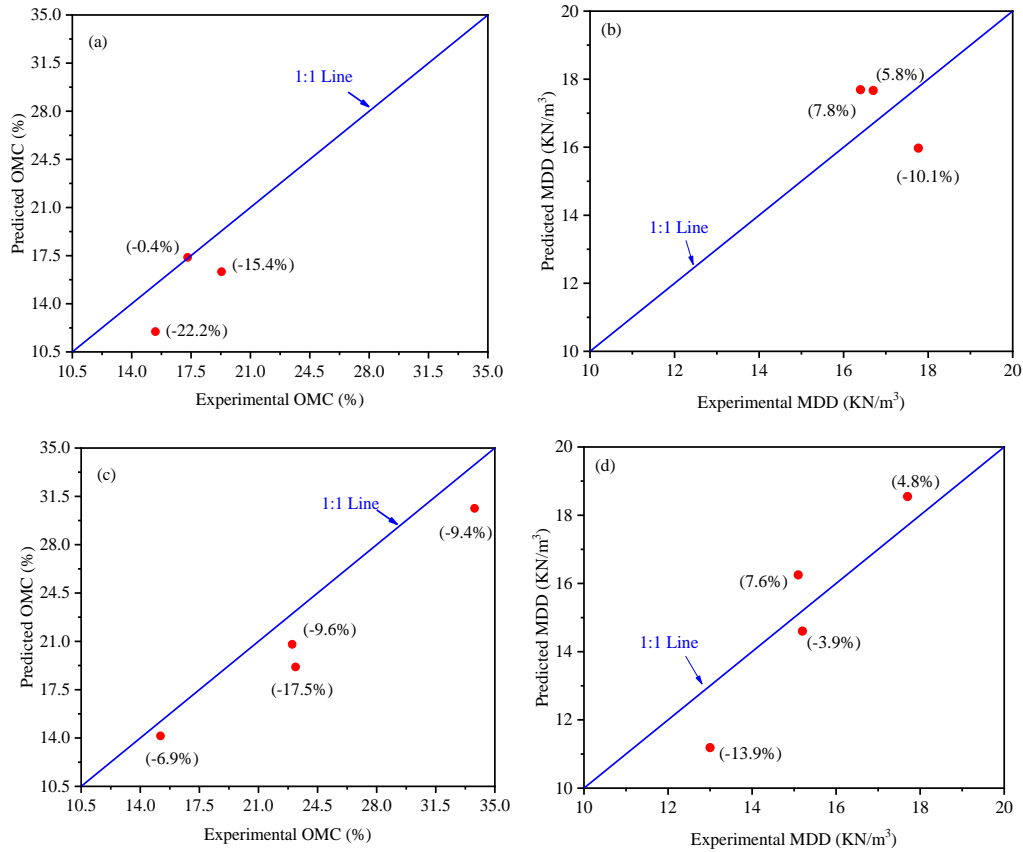 (a)
1:1 Line
(-0.4%)
(-15.4%)
(-22.2%)
35.0
31.5
28.0
24.5
21.0
17.5
14.0
10.5
Predicted OMC (%)
10.5 14.0 17.5 21.0 24.5 28.0 31.5 35.0
Experimental OMC (%)
(b)
(5.8%)
(7.8%)
(-10.1%)
1:1 Line
20
18
16
14
12
10
Predicted MDD (KN/m³)
10 12 14 16 18 20
Experimental MDD (KN/m³)
(c)
1:1 Line
(-9.4%)
(-9.6%)
(-17.5%)
(-6.9%)
35.0
31.5
28.0
24.5
21.0
17.5
14.0
10.5
Predicted OMC (%)
10.5 14.0 17.5 21.0 24.5 28.0 31.5 35.0
Experimental OMC (%)
(d)
(4.8%)
(7.6%)
(-3.9%)
1:1 Line
(-13.9%)
20
18
16
14
12
10
Predicted MDD (KN/m³)
10 12 14 16 18 20
Experimental MDD (KN/m³)